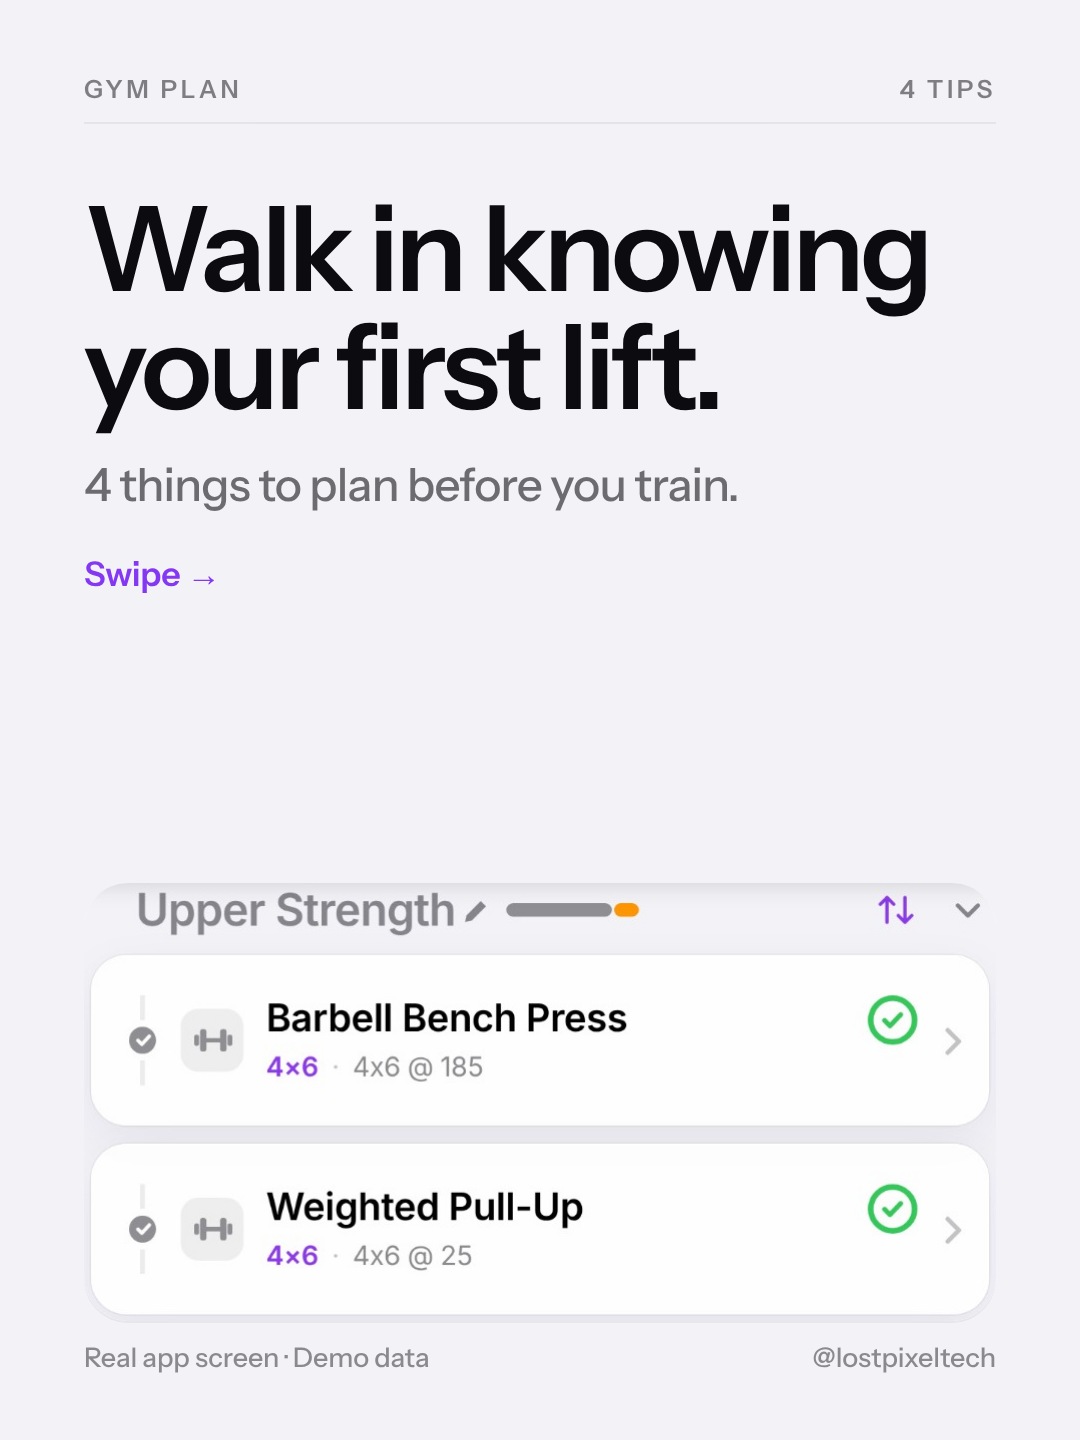 GYM PLAN
4 TIPS
Walk in knowing
your first lift.
4 things to plan before you train.
Swipe →
Upper Strength
Barbell Bench Press
4×6 · 4x6 @ 185
Weighted Pull-Up
4×6 · 4x6 @ 25
Real app screen · Demo data
@lostpixeltech